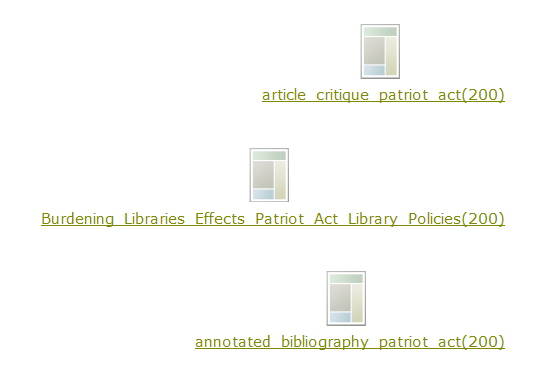 article_critique_patriot_act(200)
Burdening_Libraries_Effects_Patriot_Act_Library_Policies(200)
annotated_bibliography_patriot_act(200)